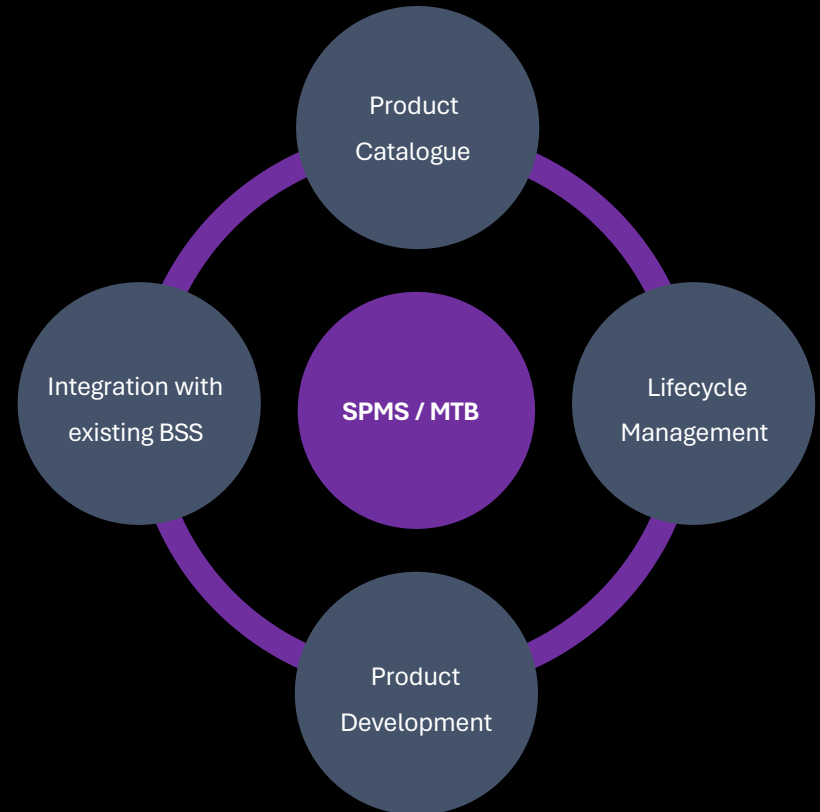 Product
Catalogue
Integration with
existing BSS
SPMS / MTB
Lifecycle
Management
Product
Development